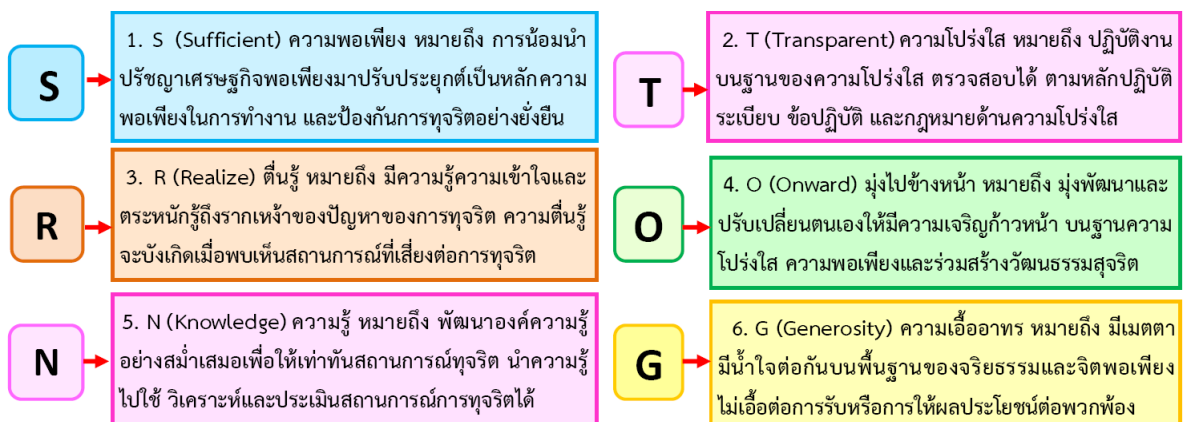 S
1. S (Sufficient) ความพอเพียง หมายถึง การน้อมนำ
ปรัชญาเศรษฐกิจพอเพียงมาปรับประยุกต์เป็นหลักความ
พอเพียงในการทำงาน และป้องกันการทุจริตอย่างยั่งยืน
T
2. T (Transparent) ความโปร่งใส หมายถึง ปฏิบัติงาน
บนฐานของความโปร่งใส ตรวจสอบได้ ตามหลักปฏิบัติ
ระเบียบ ข้อปฏิบัติ และกฎหมายด้านความโปร่งใส
R
3. R (Realize) ตื่นรู้ หมายถึง มีความรู้ความเข้าใจและ
ตระหนักรู้ถึงรากเหง้าของปัญหาของการทุจริต ความตื่นรู้
จะบังเกิดเมื่อพบเห็นสถานการณ์ที่เสี่ยงต่อการทุจริต
O
4. O (Onward) มุ่งไปข้างหน้า หมายถึง มุ่งพัฒนาและ
ปรับเปลี่ยนตนเองให้มีความเจริญก้าวหน้า บนฐานความ
โปร่งใส ความพอเพียงและร่วมสร้างวัฒนธรรมสุจริต
N
5. N (Knowledge) ความรู้ หมายถึง พัฒนาองค์ความรู้
อย่างสม่ำเสมอเพื่อให้เท่าทันสถานการณ์ทุจริต นำความรู้
ไปใช้ วิเคราะห์และประเมินสถานการณ์การทุจริตได้
G
6. G (Generosity) ความเอื้ออาทร หมายถึง มีเมตตา
มีน้ำใจต่อกันบนพื้นฐานของจริยธรรมและจิตพอเพียง
ไม่เอื้อต่อการรับหรือการให้ผลประโยชน์ต่อพวกพ้อง